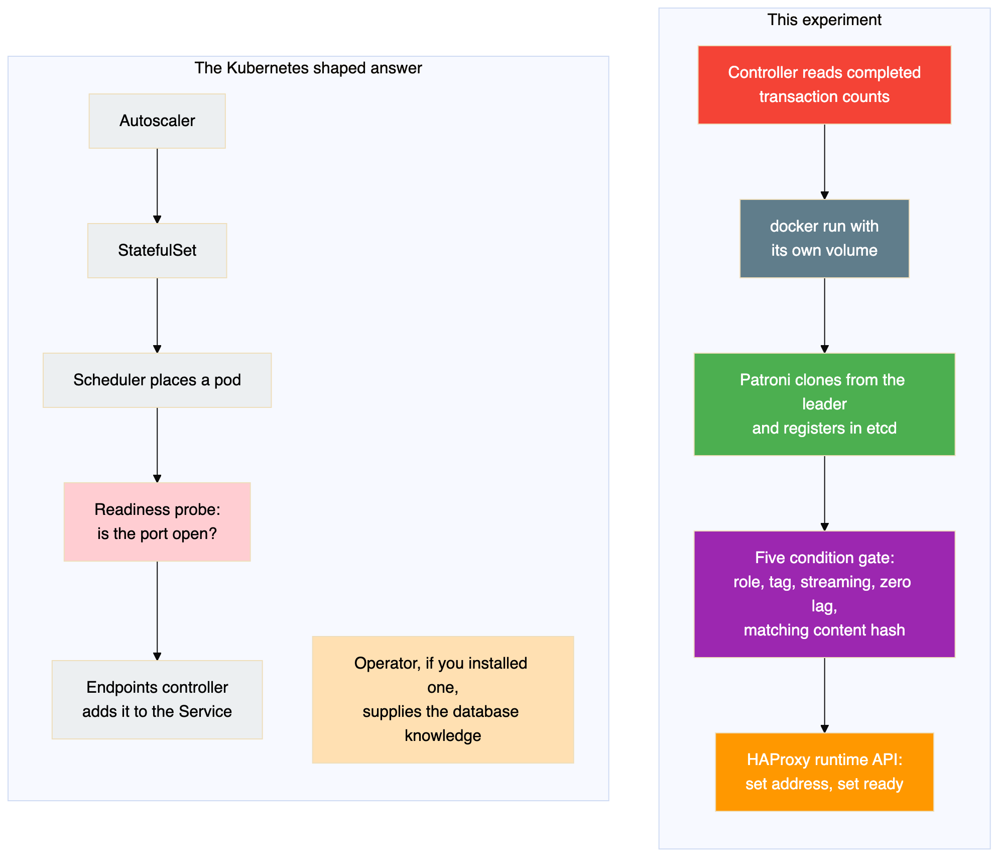 The Kubernetes shaped answer
Autoscaler
StatefulSet
Scheduler places a pod
Readiness probe:
is the port open?
Endpoints controller
adds it to the Service
Operator, if you installed
one,
supplies the database
knowledge
This experiment
Controller reads completed
transaction counts
docker run with
its own volume
Patroni clones from the
leader
and registers in etcd
Five condition gate:
role, tag, streaming, zero
lag,
matching content hash
HAProxy runtime API:
set address, set ready